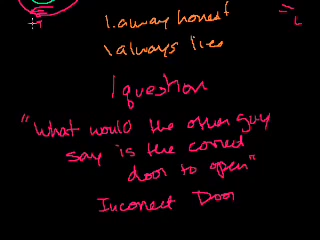 1 always honest
1 always lies
1 question
"What would the other guy
say is the correct
door to open"
Incorrect Door
T
L